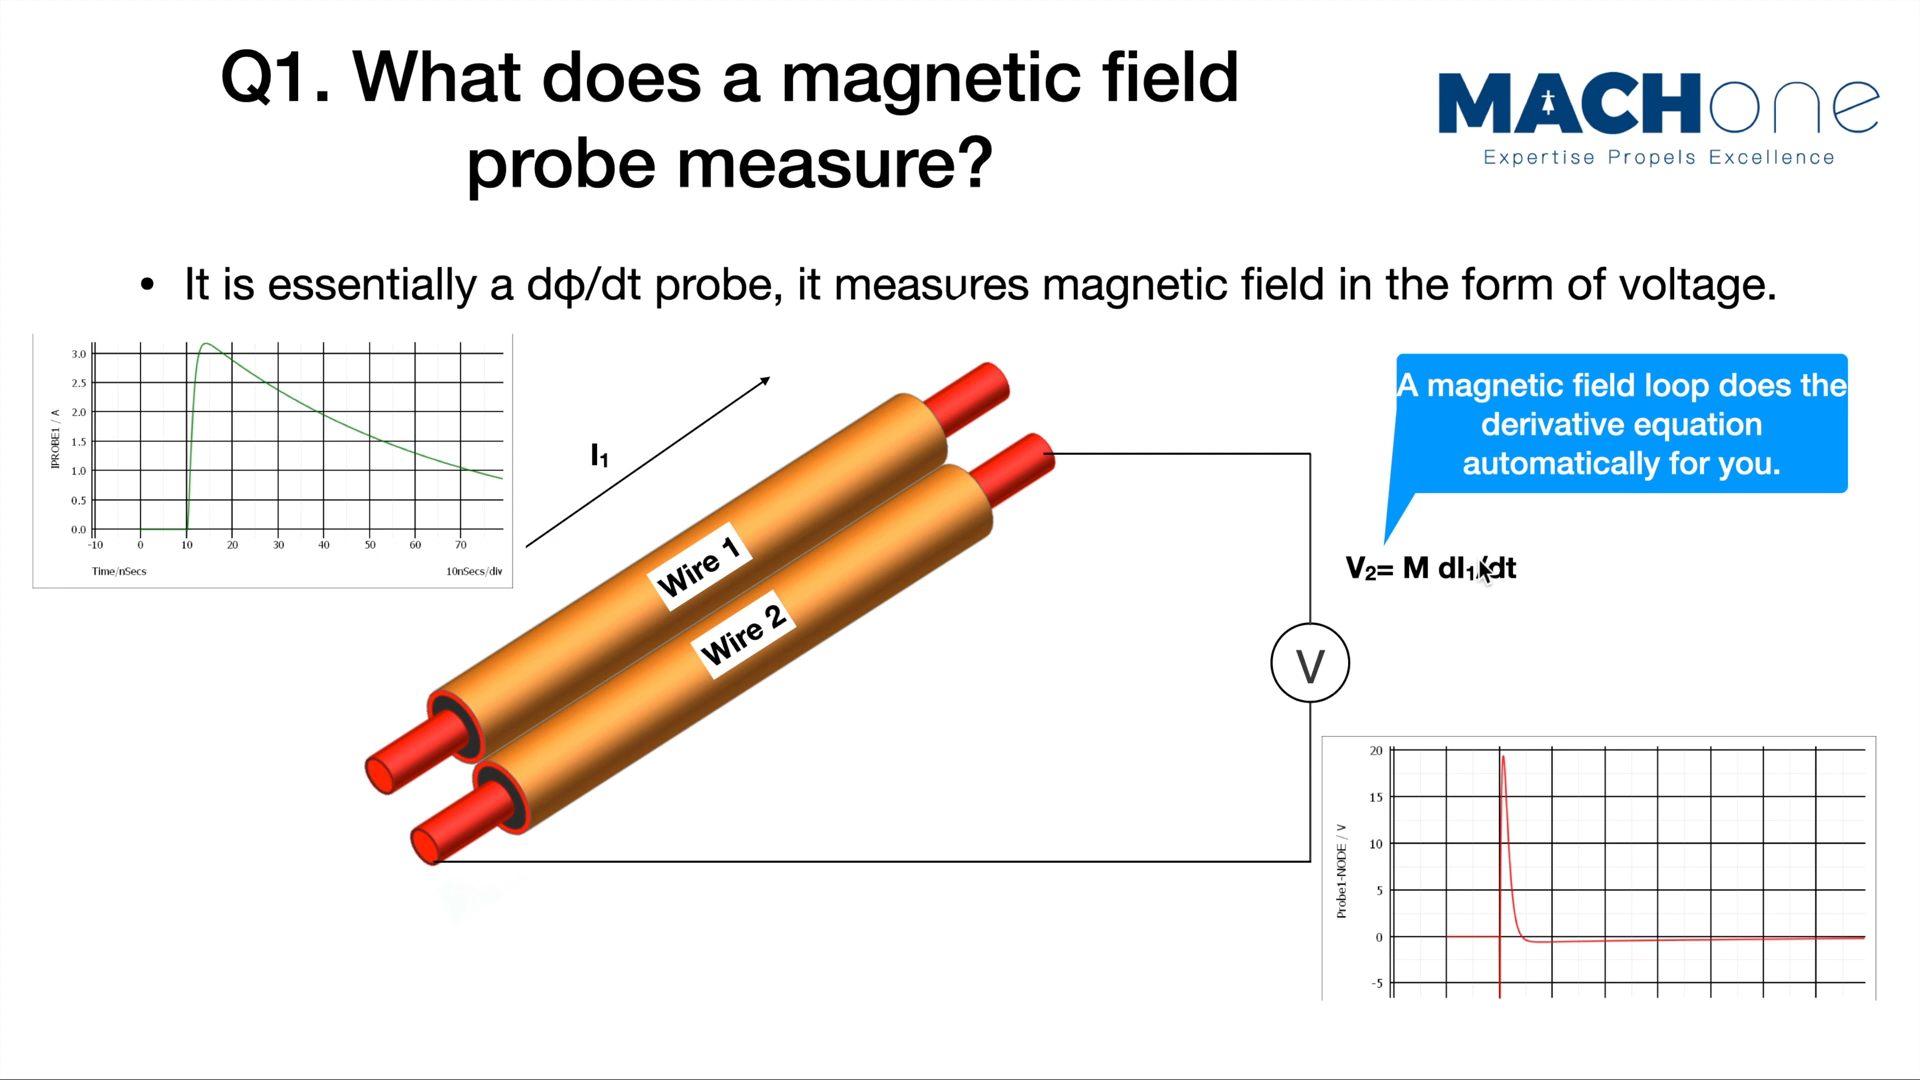 Q1. What does a magnetic field
probe measure?
MACHone
Expertise Propels Excellence
• It is essentially a dϕ/dt probe, it measures magnetic field in the form of voltage.
3.0
2.5
2.0
1.5
1.0
0.5
0.0
IPROBE1 / A
-10 0 10 20 30 40 50 60 70
Time/nSecs 10nSecs/div
I₁
Wire 1
Wire 2
A magnetic field loop does the
derivative equation
automatically for you.
V₂= M dI₁/dt
V
20
15
10
5
0
-5
Probe1-NODE / V